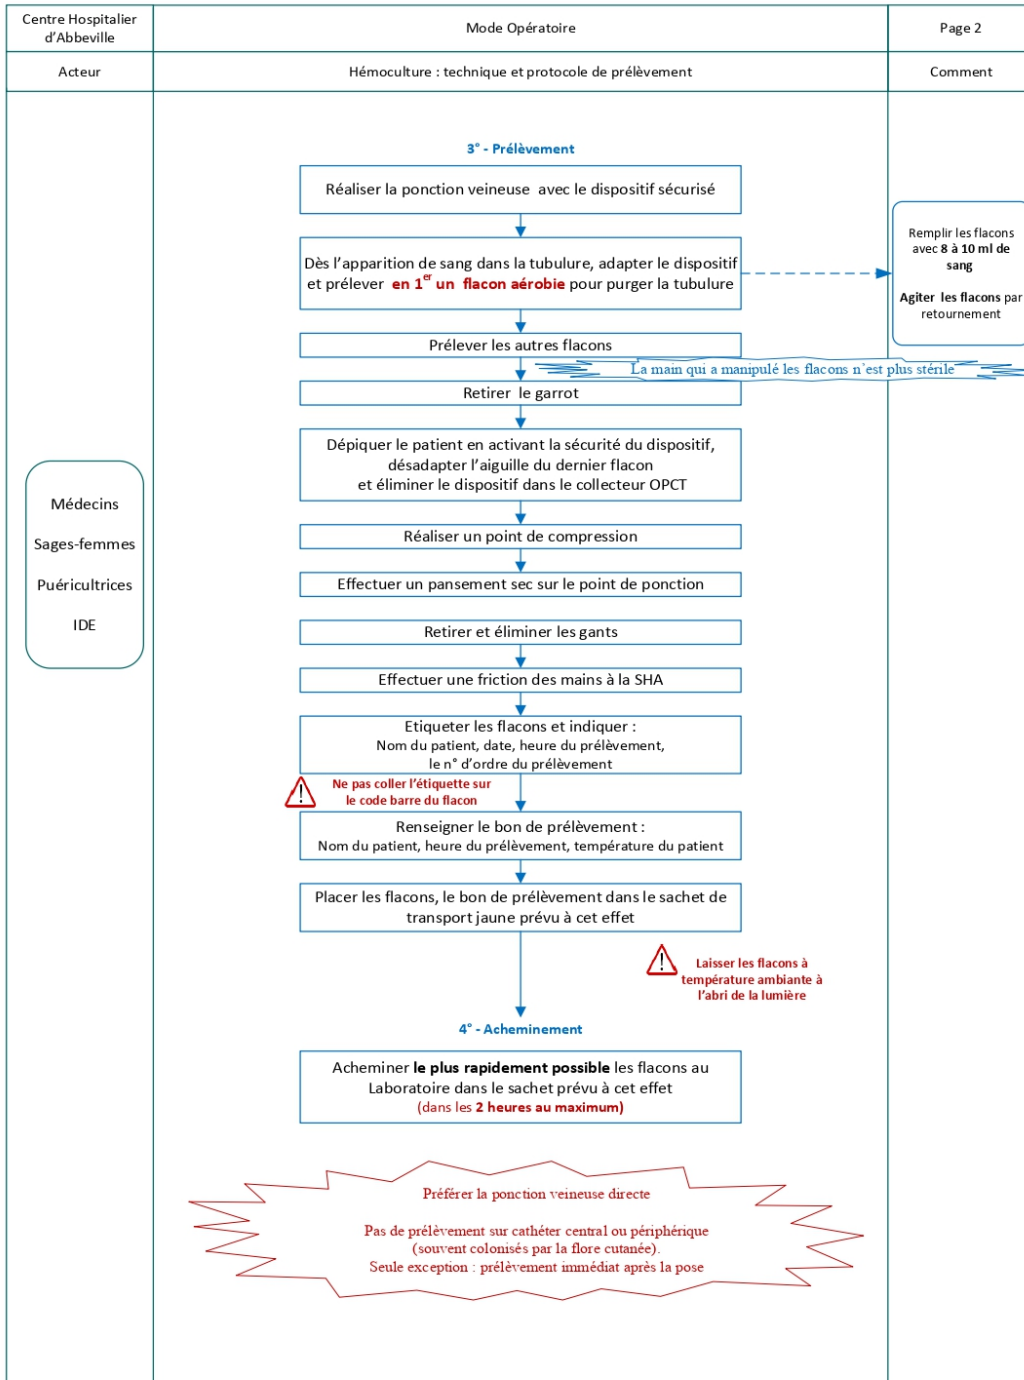 Centre Hospitalier
d’Abbeville
Mode Opératoire
Page 2
Acteur
Hémoculture : technique et protocole de prélèvement
Comment
3° - Prélèvement
Réaliser la ponction veineuse avec le dispositif sécurisé
Dès l’apparition de sang dans la tubulure, adapter le dispositif
et prélever en 1er un flacon aérobie pour purger la tubulure
Remplir les flacons
avec 8 à 10 ml de
sang
Agiter les flacons par
retournement
Prélever les autres flacons
La main qui a manipulé les flacons n’est plus stérile
Retirer le garrot
Dépiquer le patient en activant la sécurité du dispositif,
désadapter l’aiguille du dernier flacon
et éliminer le dispositif dans le collecteur OPCT
Médecins
Sages-femmes
Puéricultrices
IDE
Réaliser un point de compression
Effectuer un pansement sec sur le point de ponction
Retirer et éliminer les gants
Effectuer une friction des mains à la SHA
Etiqueter les flacons et indiquer :
Nom du patient, date, heure du prélèvement,
le n° d’ordre du prélèvement
Ne pas coller l’étiquette sur
le code barre du flacon
Renseigner le bon de prélèvement :
Nom du patient, heure du prélèvement, température du patient
Placer les flacons, le bon de prélèvement dans le sachet de
transport jaune prévu à cet effet
Laisser les flacons à
température ambiante à
l’abri de la lumière
4° - Acheminement
Acheminer le plus rapidement possible les flacons au
Laboratoire dans le sachet prévu à cet effet
(dans les 2 heures au maximum)
Préférer la ponction veineuse directe
Pas de prélèvement sur cathéter central ou périphérique
(souvent colonisés par la flore cutanée).
Seule exception : prélèvement immédiat après la pose